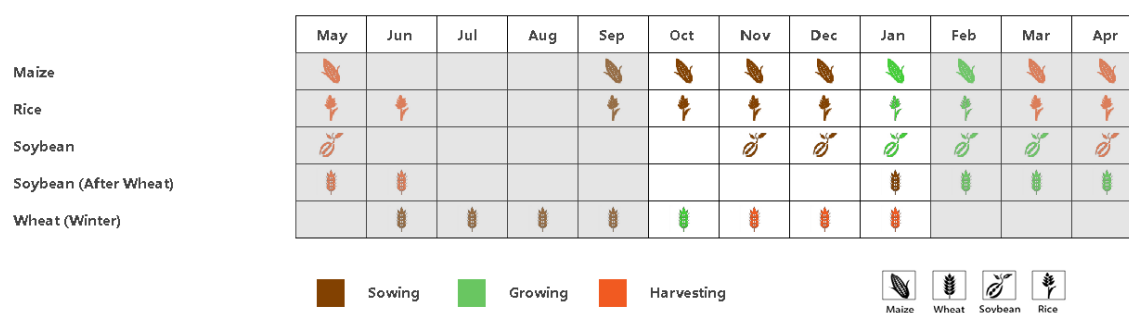 May Jun Jul Aug Sep Oct Nov Dec Jan Feb Mar Apr
Maize
Rice
Soybean
Soybean (After Wheat)
Wheat (Winter)
Sowing Growing Harvesting
Maize Wheat Soybean Rice